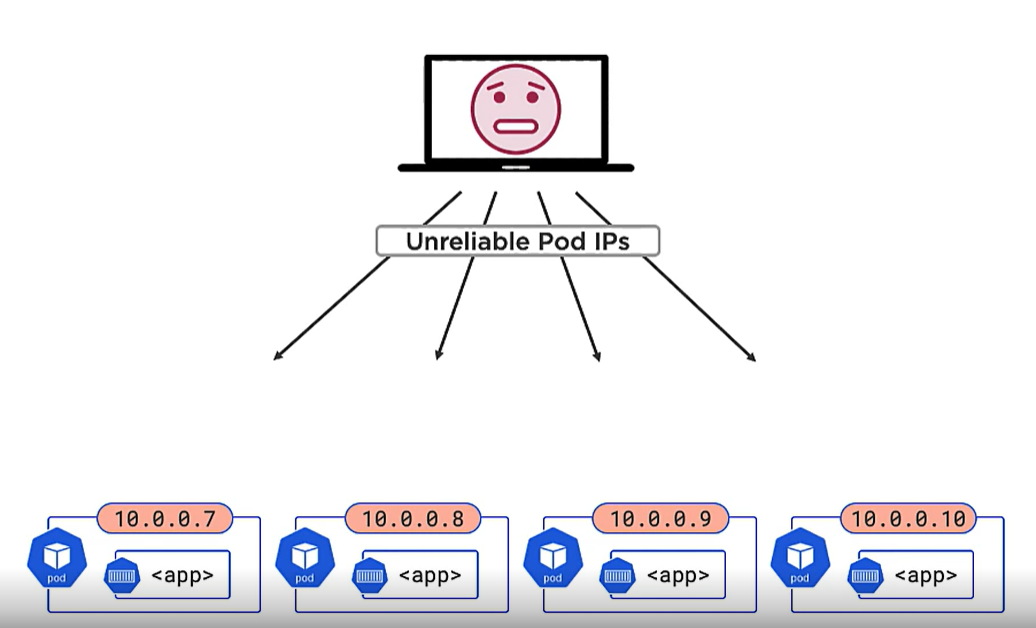 Unreliable Pod IPs
10.0.0.7
10.0.0.8
10.0.0.9
10.0.0.10
pod
<app>
pod
<app>
pod
<app>
pod
<app>